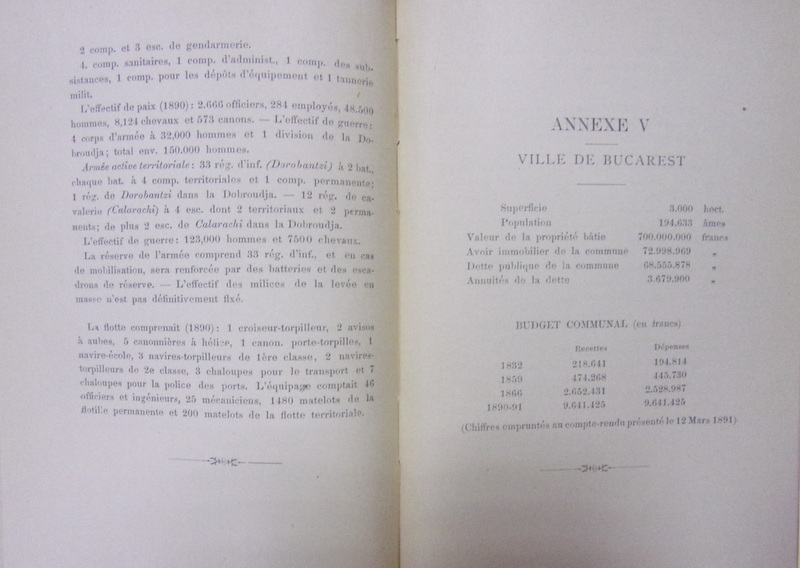 2 comp. et 3 esc. de gendarmerie.
4. comp. sanitaires, 1 comp. d'administ., 1 comp. des sub-
sistances, 1 comp. pour les dépôts d'équipement et 1 tannerie
milit.
L'effectif de paix (1890) : 2.666 officiers, 284 employés, 48.500
hommes, 8,124 chevaux et 573 canons. — L'effectif de guerre:
4 corps d'armée à 32,000 hommes et 1 division de la Do-
broudja; total env. 150.000 hommes.
Armée active territoriale : 33 rég. d'inf. (Dorobantzi) à 2 bat.,
chaque bat. à 4 comp. territoriales et 1 comp. permanente;
1 rég. de Dorobantzi dans la Dobroudja. — 12 rég. de ca-
valerie (Calarachi) à 4 esc. dont 2 territoriaux et 2 perma-
nents; de plus 2 esc. de Calarachi dans la Dobroudja.
L'effectif de guerre : 123,000 hommes et 7500 chevaux.
La réserve de l'armée comprend 33 rég. d'inf., et en cas
de mobilisation, sera renforcée par des batteries et des esca-
drons de réserve. — L'effectif des milices de la levée en
masse n'est pas définitivement fixé.
La flotte comprenait (1890) : 1 croiseur-torpilleur, 2 avisos
à aubes, 5 canonnières à hélice, 1 canon. porte-torpilles, 1
navire-école, 3 navires-torpilleurs de 1ère classe, 2 navires-
torpilleurs de 2e classe, 3 chaloupes pour le transport et 7
chaloupes pour la police des ports. L'équipage comptait 46
officiers et ingénieurs, 25 mécaniciens, 1480 matelots de la
flotille permanente et 200 matelots de la flotte territoriale.
ANNEXE V
VILLE DE BUCAREST
Superficie 3.000 hect.
Population 194.633 âmes
Valeur de la propriété bâtie 700.000.000 francs
Avoir immobilier de la commune 72.998.969 "
Dette publique de la commune 68.555.878 "
Annuités de la dette 3.679.900 "
BUDGET COMMUNAL (en francs)
Recettes Dépenses
1832 218.641 194.814
1859 474.268 445.730
1866 2.652.431 2.528.987
1890-91 9.641.425 9.641.425
(Chiffres empruntés au compte-rendu présenté le 12 Mars 1891)